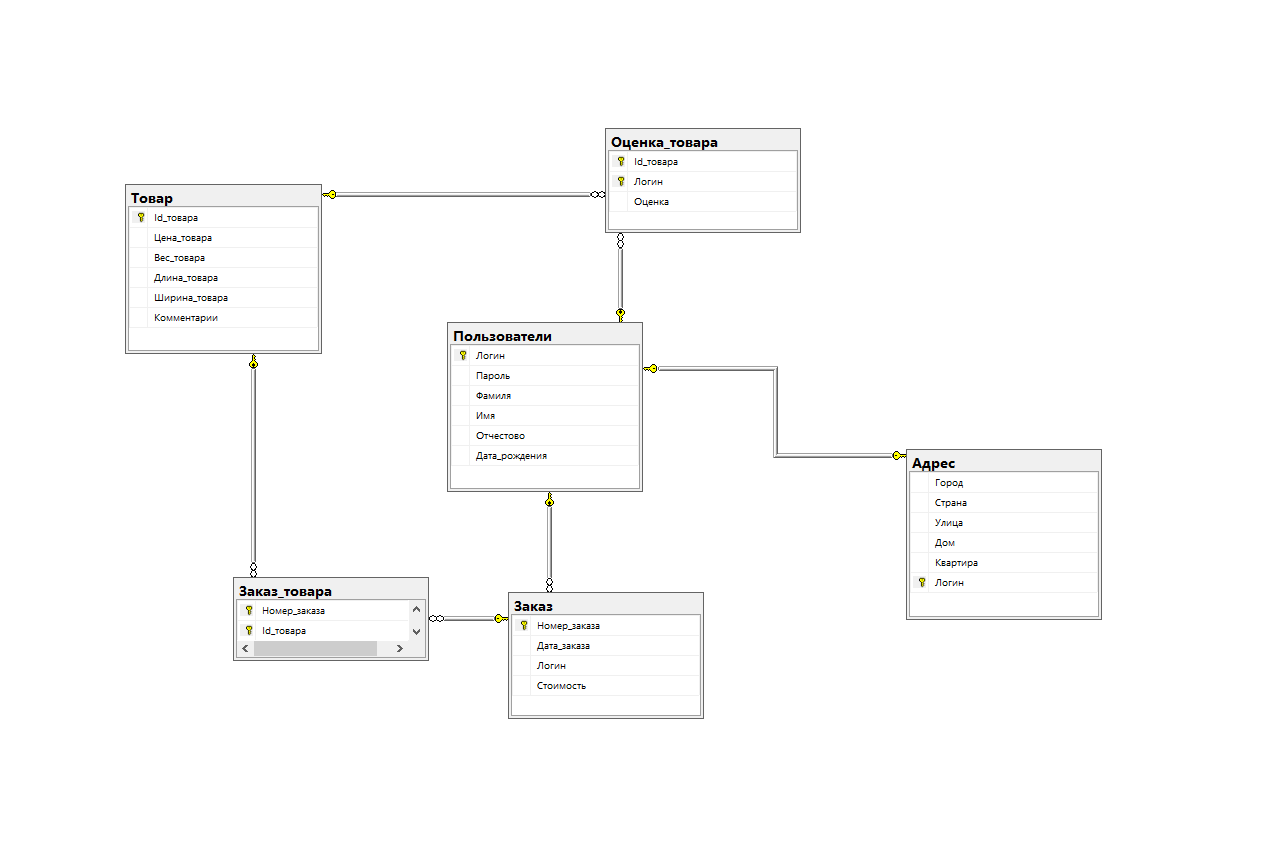 Оценка_товара
Id_товара
Логин
Оценка
Товар
Id_товара
Цена_товара
Вес_товара
Длина_товара
Ширина_товара
Комментарии
Пользователи
Логин
Пароль
Фамиля
Имя
Отчестово
Дата_рождения
Адрес
Город
Страна
Улица
Дом
Квартира
Логин
Заказ_товара
Номер_заказа
Id_товара
Заказ
Номер_заказа
Дата_заказа
Логин
Стоимость